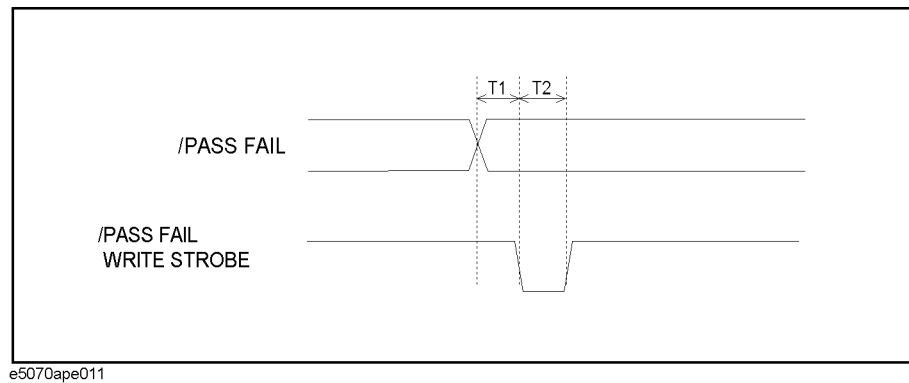 T1 T2
/PASS FAIL
/PASS FAIL
WRITE STROBE
e5070ape011